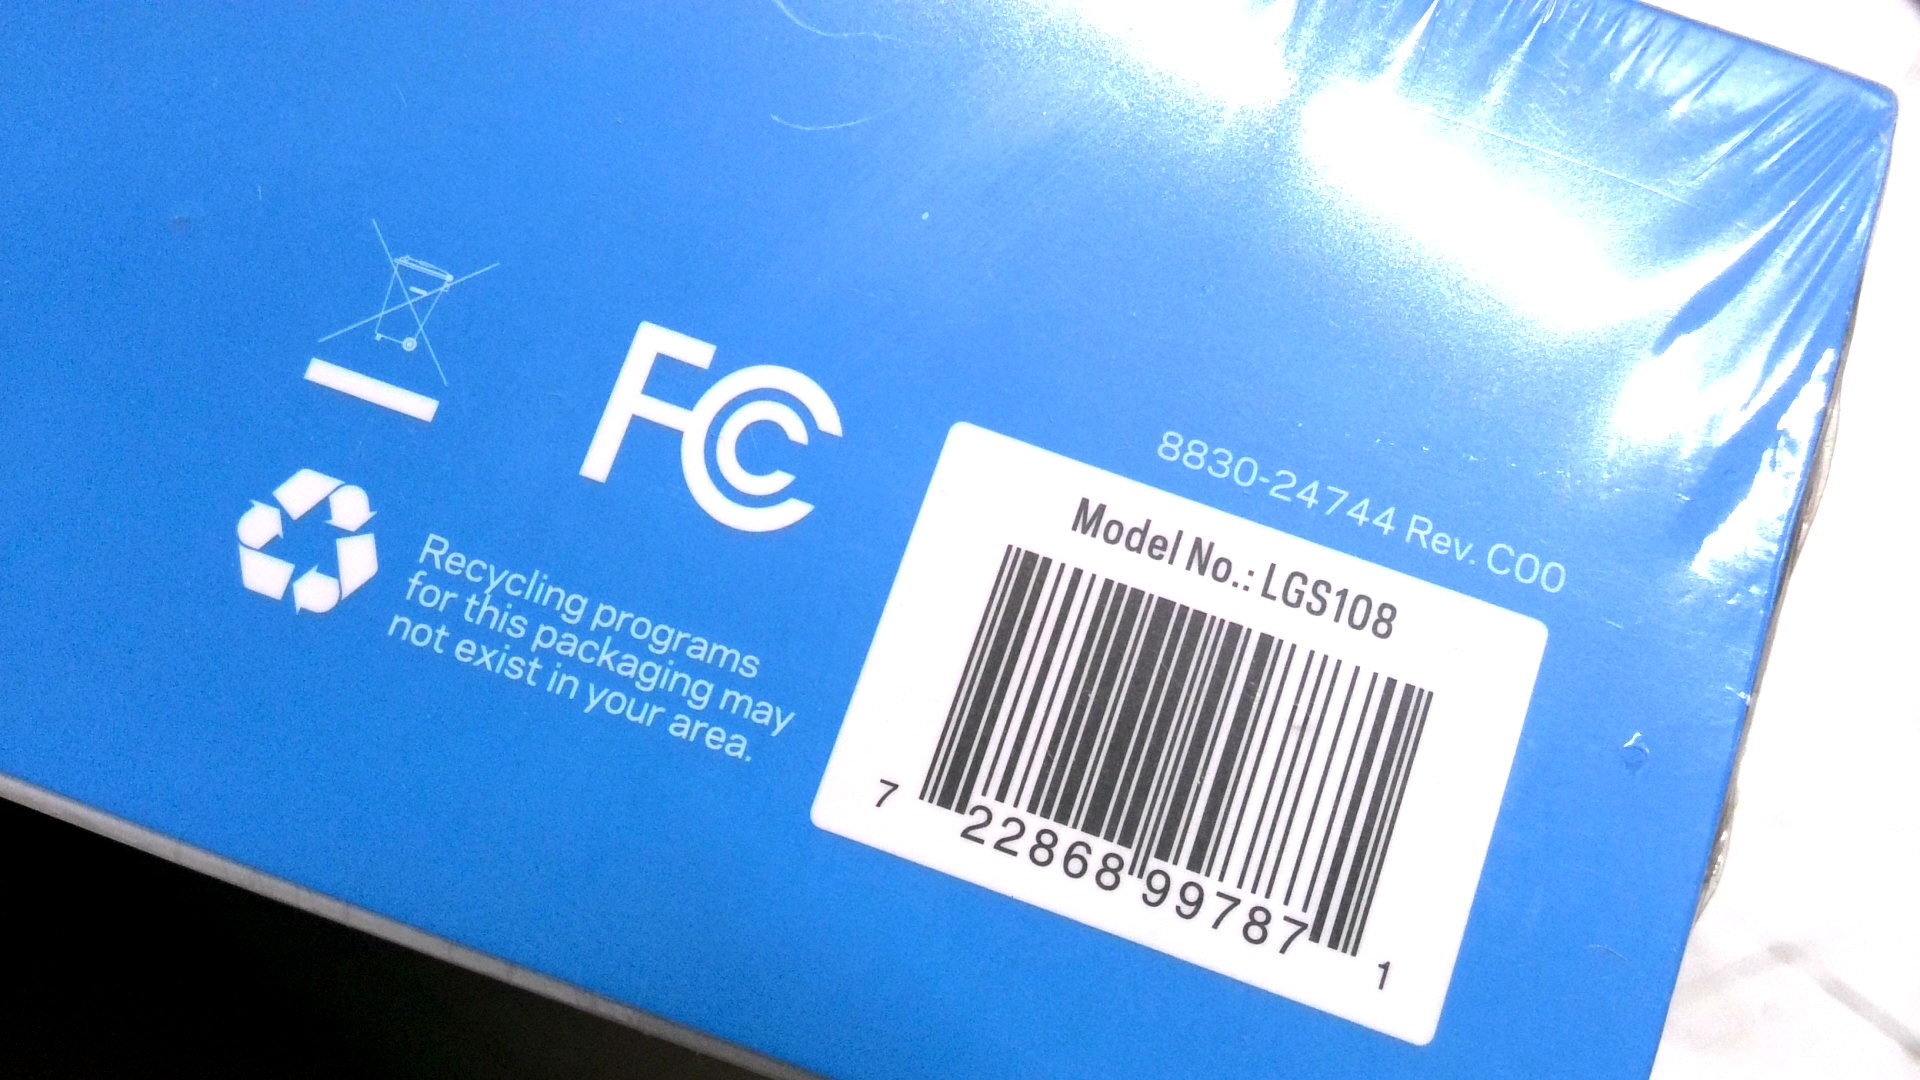 FCC
8830-24744 Rev. C00
Model No.: LGS108
Recycling programs
for this packaging may
not exist in your area.
7 22868 99787 1